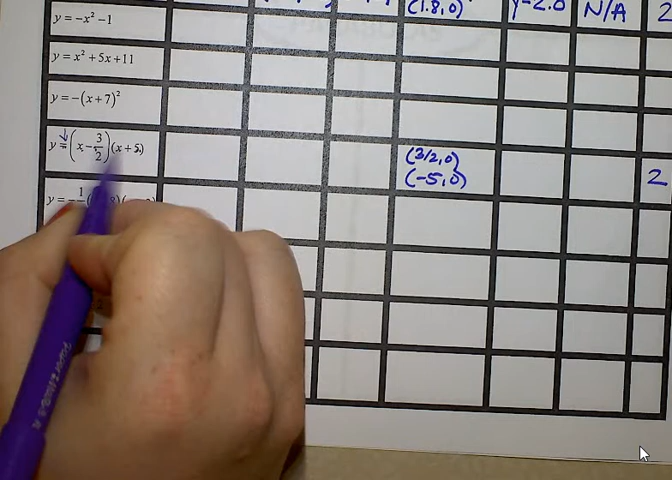 (1.8,0) y=2.0 N/A 2
y = -x² - 1
y = x² + 5x + 11
y = -(x + 7)²
y = (x - 3/2)(x + 5)
(3/2,0)
(-5,0)
2
y = -